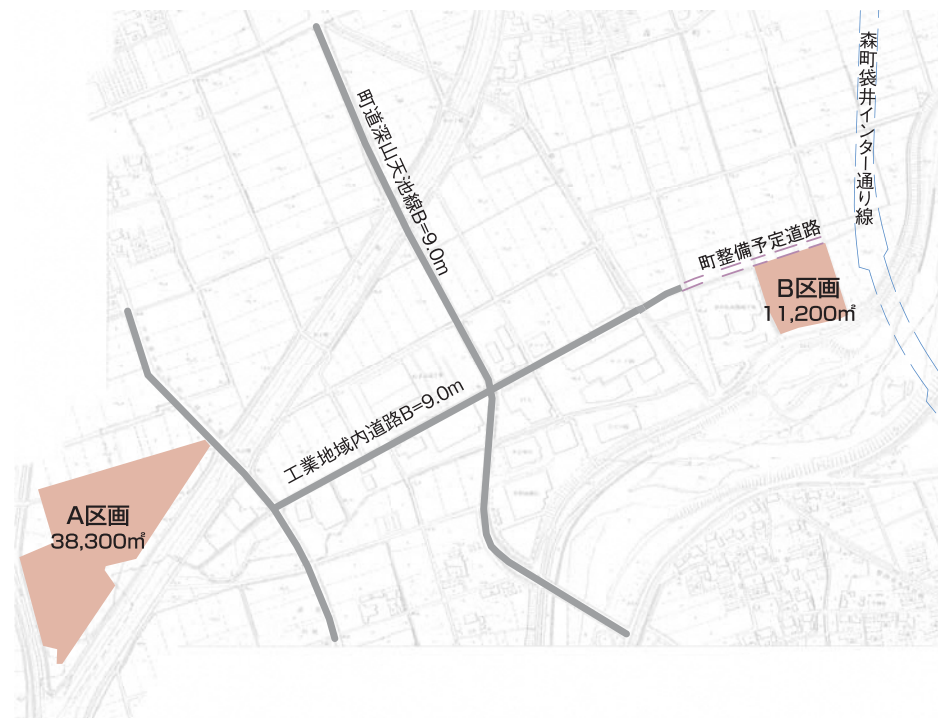 森町袋井インター通り線
町道深山天池線B=9.0m
町整備予定道路
B区画
11,200㎡
工業地域内道路B=9.0m
A区画
38,300㎡